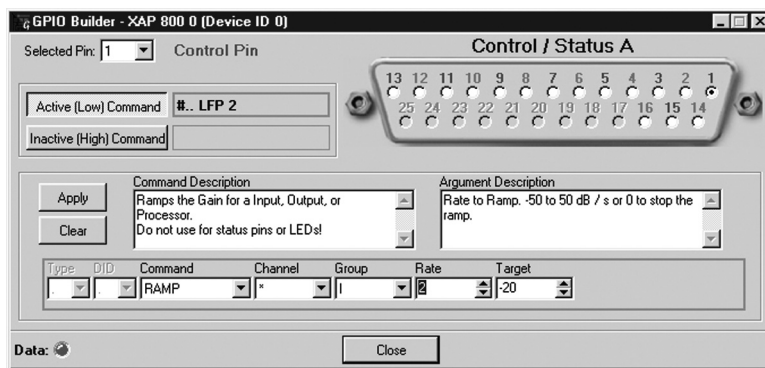 GPIO Builder - XAP 800 0 (Device ID 0)
Selected Pin: 1 Control Pin
Control / Status A
13 12 11 10 9 8 7 6 5 4 3 2 1
25 24 23 22 21 20 19 18 17 16 15 14
Active (Low) Command #.. LFP 2
Inactive (High) Command
Apply
Clear
Command Description
Ramps the Gain for a Input, Output, or
Processor.
Do not use for status pins or LEDs!
Argument Description
Rate to Ramp. -50 to 50 dB / s or 0 to stop the
ramp.
Type DID Command Channel Group Rate Target
. . RAMP * I 2 -20
Data:
Close